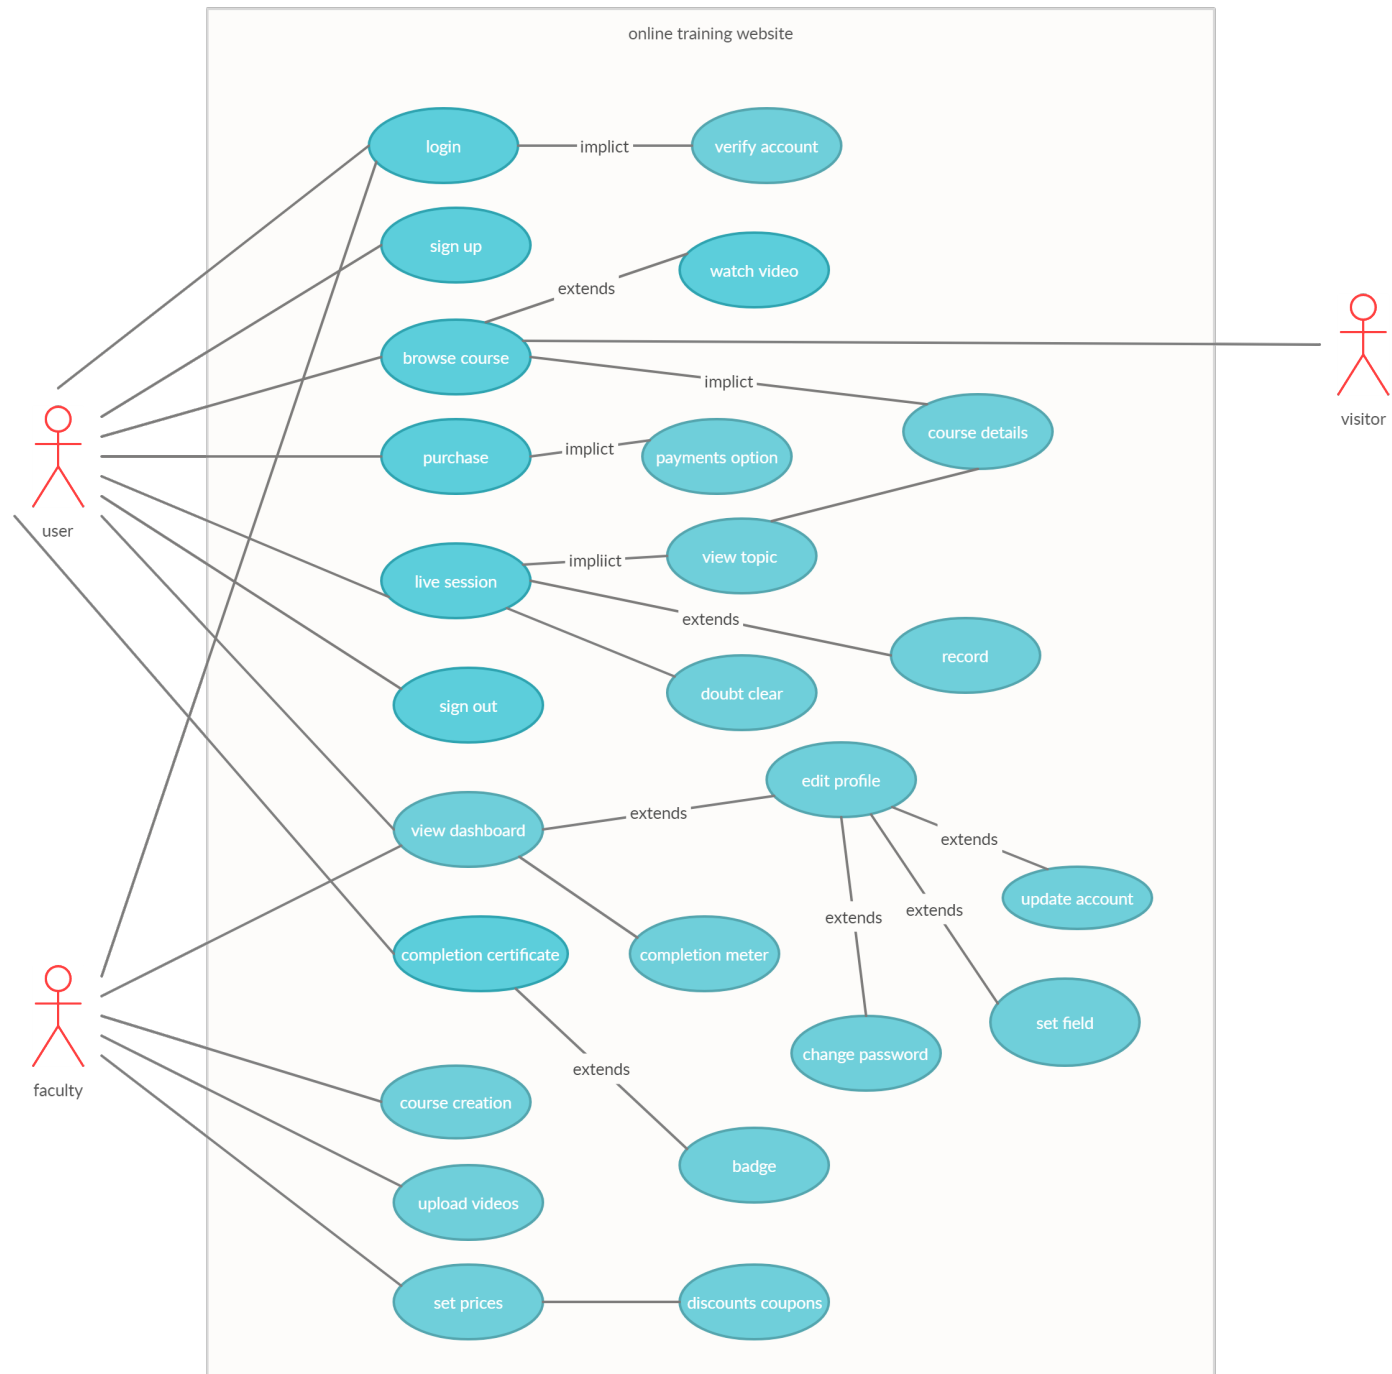 online training website
login
implict
verify account
sign up
watch video
extends
browse course
implict
visitor
course details
purchase
implict
payments option
user
live session
impliict
view topic
extends
record
sign out
doubt clear
edit profile
view dashboard
extends
extends
update account
extends
extends
completion certificate
completion meter
set field
change password
extends
faculty
course creation
badge
upload videos
set prices
discounts coupons